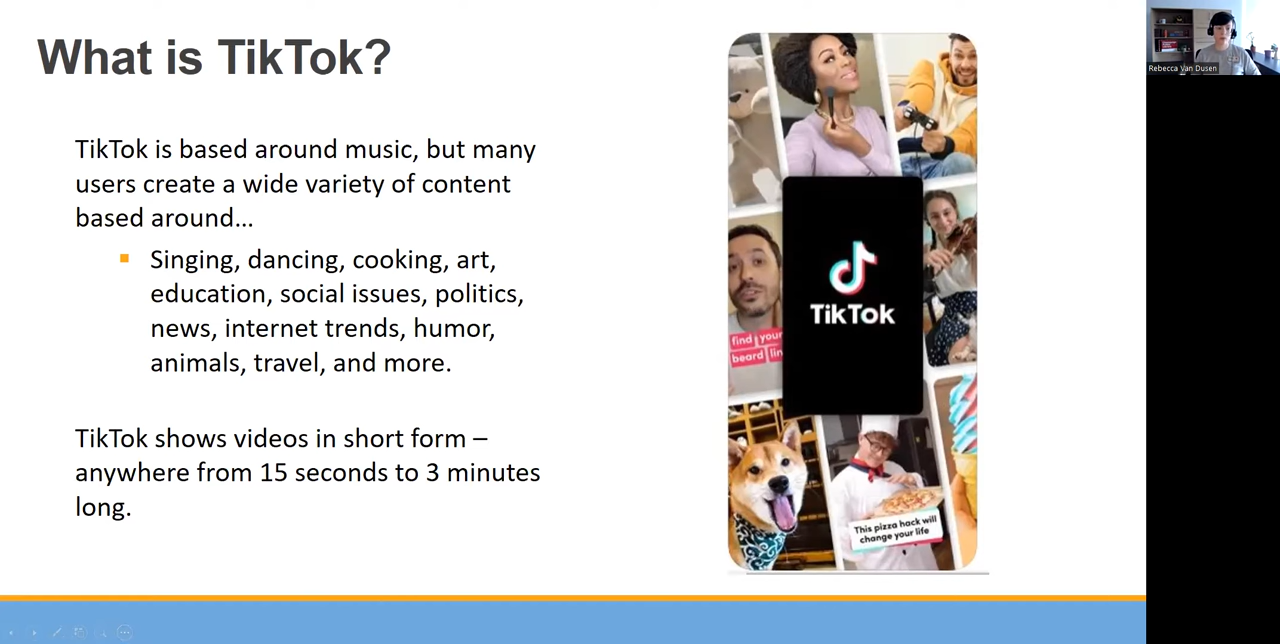 What is TikTok?
Rebecca Van Dusen
TikTok is based around music, but many
users create a wide variety of content
based around...
Singing, dancing, cooking, art,
education, social issues, politics,
news, internet trends, humor,
animals, travel, and more.
TikTok shows videos in short form –
anywhere from 15 seconds to 3 minutes
long.
TikTok
find your
beard lin
This pizza hack will
change your life